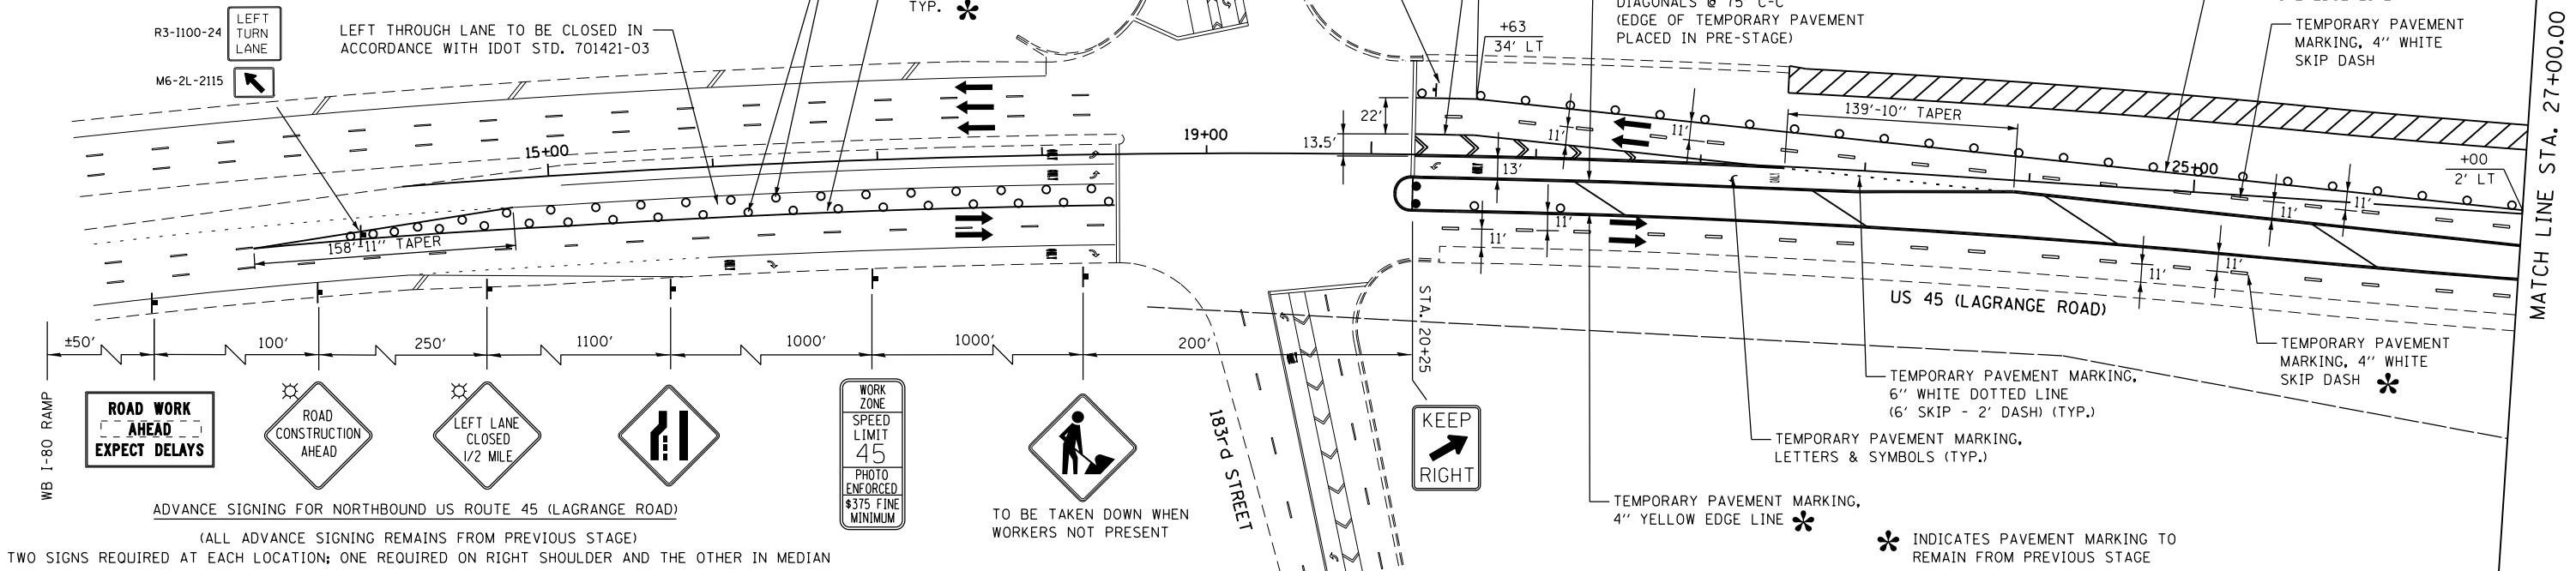 R3-I100-24
LEFT
TURN
LANE
M6-2L-2115
LEFT THROUGH LANE TO BE CLOSED IN
ACCORDANCE WITH IDOT STD. 701421-03
TYP. *
+63
34' LT
DIAGONALS @ 75' C-C
(EDGE OF TEMPORARY PAVEMENT
PLACED IN PRE-STAGE)
TEMPORARY PAVEMENT
MARKING, 4" WHITE
SKIP DASH
MATCH LINE STA. 27+00.00
15+00
19+00
25+00
22'
13.5'
13'
11'
11'
139'-10" TAPER
+00
2' LT
11'
11'
158'-11" TAPER
11'
11'
11'
11'
US 45 (LAGRANGE ROAD)
±50'
100'
250'
1100'
1000'
1000'
200'
STA. 20+25
WB I-80 RAMP
ROAD WORK
AHEAD
EXPECT DELAYS
ROAD
CONSTRUCTION
AHEAD
LEFT LANE
CLOSED
1/2 MILE
WORK
ZONE
SPEED
LIMIT
45
PHOTO
ENFORCED
$375 FINE
MINIMUM
183rd STREET
KEEP
RIGHT
TEMPORARY PAVEMENT
MARKING, 4" WHITE
SKIP DASH *
TEMPORARY PAVEMENT MARKING,
6" WHITE DOTTED LINE
(6' SKIP - 2' DASH) (TYP.)
TEMPORARY PAVEMENT MARKING,
LETTERS & SYMBOLS (TYP.)
TEMPORARY PAVEMENT MARKING,
4" YELLOW EDGE LINE *
ADVANCE SIGNING FOR NORTHBOUND US ROUTE 45 (LAGRANGE ROAD)
(ALL ADVANCE SIGNING REMAINS FROM PREVIOUS STAGE)
TWO SIGNS REQUIRED AT EACH LOCATION; ONE REQUIRED ON RIGHT SHOULDER AND THE OTHER IN MEDIAN
TO BE TAKEN DOWN WHEN
WORKERS NOT PRESENT
* INDICATES PAVEMENT MARKING TO
REMAIN FROM PREVIOUS STAGE